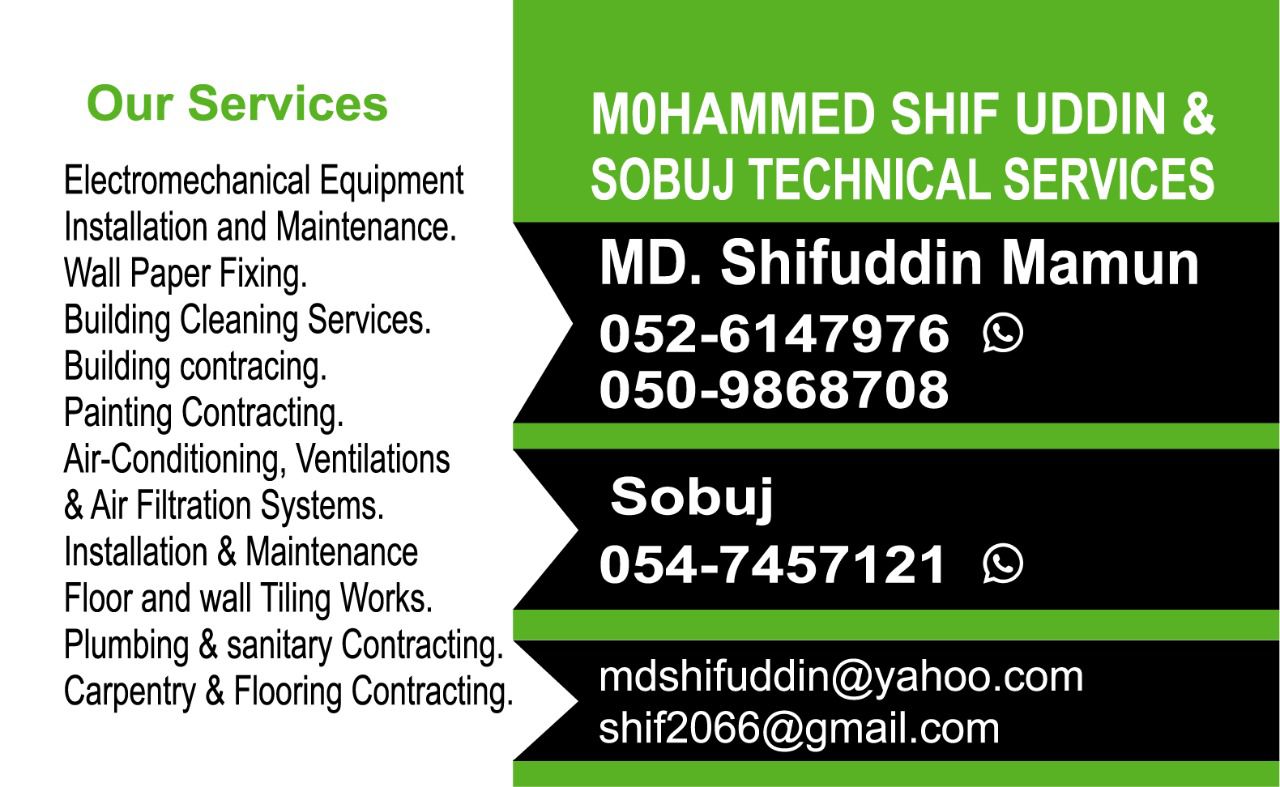 Our Services
Electromechanical Equipment
Installation and Maintenance.
Wall Paper Fixing.
Building Cleaning Services.
Building contracing.
Painting Contracting.
Air-Conditioning, Ventilations
& Air Filtration Systems.
Installation & Maintenance
Floor and wall Tiling Works.
Plumbing & sanitary Contracting.
Carpentry & Flooring Contracting.
M0HAMMED SHIF UDDIN &
SOBUJ TECHNICAL SERVICES
MD. Shifuddin Mamun
052-6147976
050-9868708
Sobuj
054-7457121
mdshifuddin@yahoo.com
shif2066@gmail.com